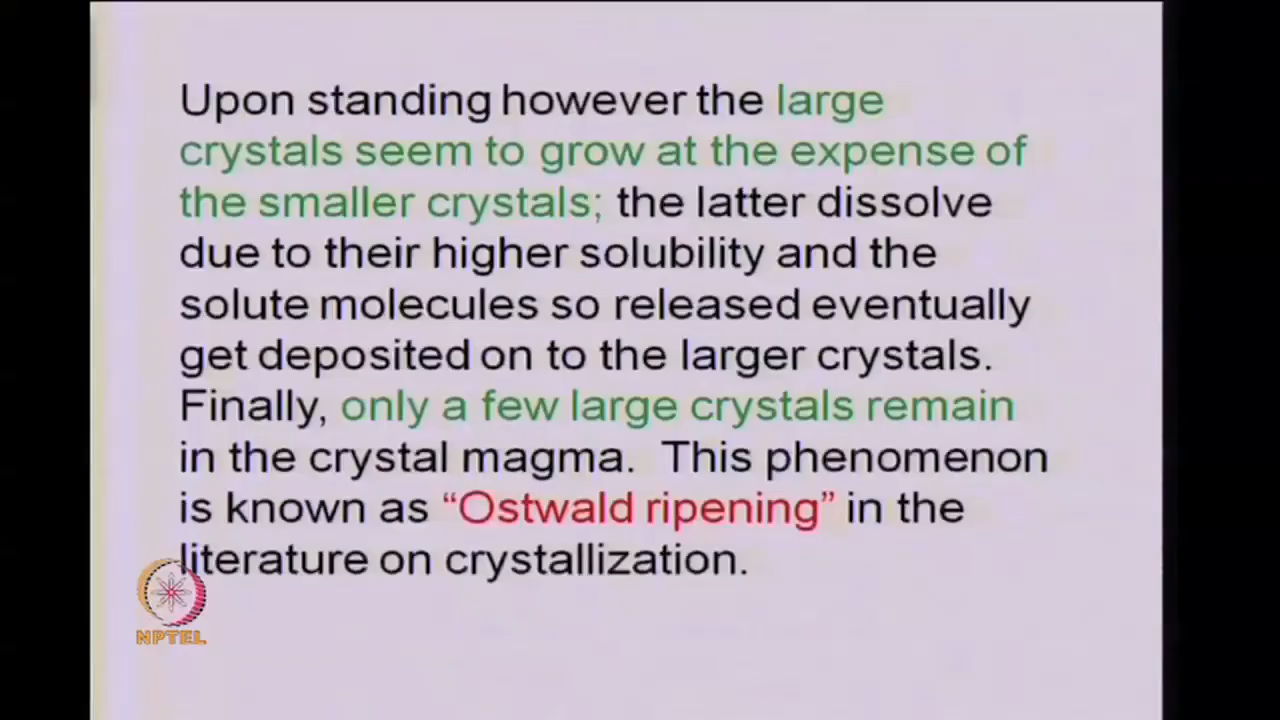 Upon standing however the large
crystals seem to grow at the expense of
the smaller crystals; the latter dissolve
due to their higher solubility and the
solute molecules so released eventually
get deposited on to the larger crystals.
Finally, only a few large crystals remain
in the crystal magma.  This phenomenon
is known as “Ostwald ripening” in the
literature on crystallization.
NPTEL